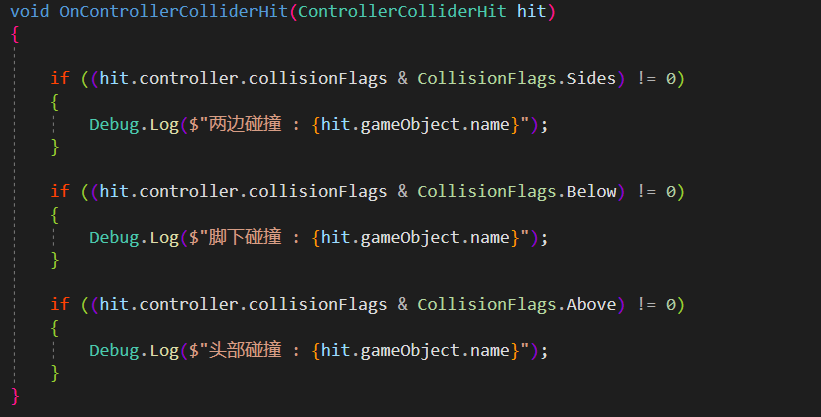 void OnControllerColliderHit(ControllerColliderHit hit)
{
if ((hit.controller.collisionFlags & CollisionFlags.Sides) != 0)
{
Debug.Log($"两边碰撞 : {hit.gameObject.name}");
}
if ((hit.controller.collisionFlags & CollisionFlags.Below) != 0)
{
Debug.Log($"脚下碰撞 : {hit.gameObject.name}");
}
if ((hit.controller.collisionFlags & CollisionFlags.Above) != 0)
{
Debug.Log($"头部碰撞 : {hit.gameObject.name}");
}
}